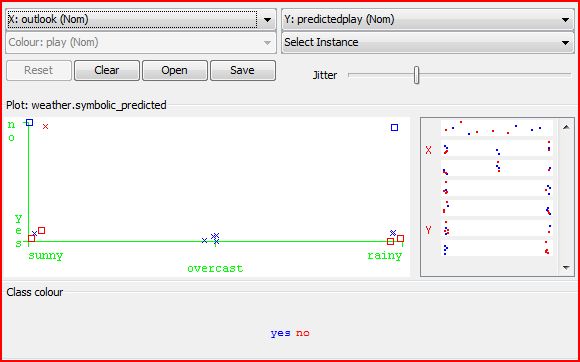 X: outlook (Nom)
Y: predictedplay (Nom)
Colour: play (Nom)
Select Instance
Reset
Clear
Open
Save
Jitter
Plot: weather.symbolic_predicted
no
yes
sunny
overcast
rainy
X
Y
Class colour
yes no